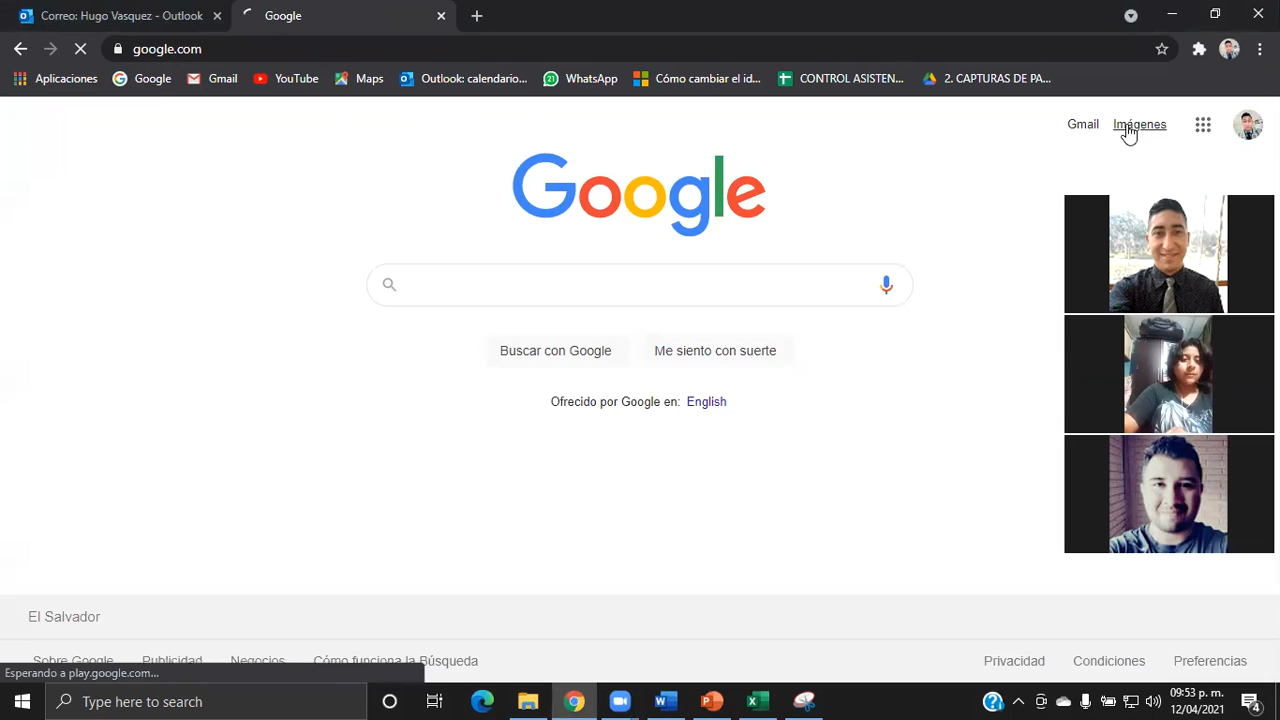 Correo: Hugo Vasquez - Outlook
Google
google.com
Aplicaciones
Google
Gmail
YouTube
Maps
Outlook: calendario...
21
WhatsApp
Cómo cambiar el id...
CONTROL ASISTEN...
2. CAPTURAS DE PA...
Gmail
Imágenes
Google
Buscar con Google
Me siento con suerte
Ofrecido por Google en: English
El Salvador
Sobre Google
Publicidad
Negocios
Cómo funciona la Búsqueda
Privacidad
Condiciones
Preferencias
Esperando a play.google.com...
Type here to search
09:53 p. m.
12/04/2021
4